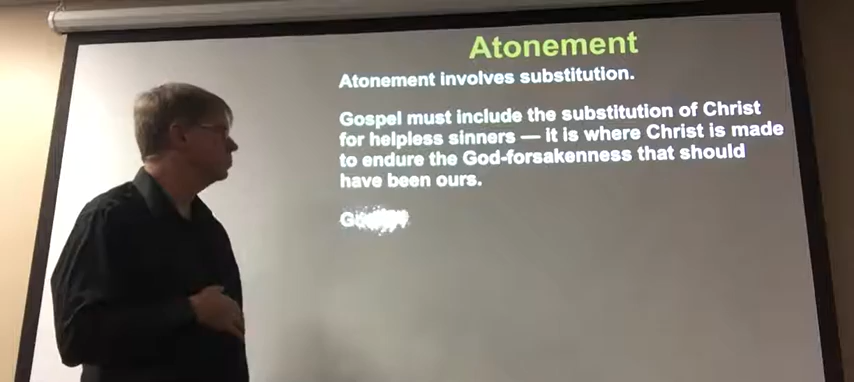 Atonement
Atonement involves substitution.
Gospel must include the substitution of Christ
for helpless sinners — it is where Christ is made
to endure the God-forsakenness that should
have been ours.